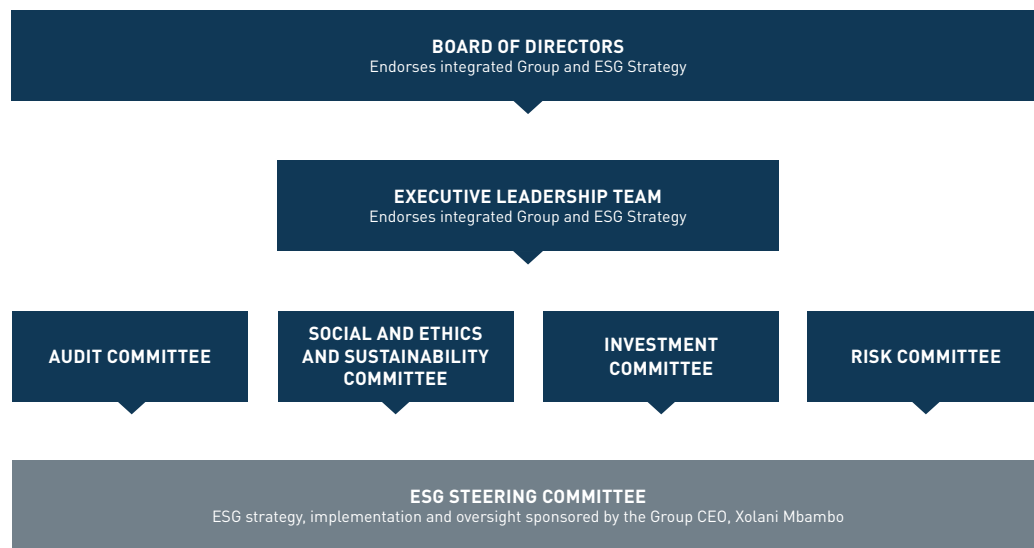 BOARD OF DIRECTORS
Endorses integrated Group and ESG Strategy
EXECUTIVE LEADERSHIP TEAM
Endorses integrated Group and ESG Strategy
AUDIT COMMITTEE
SOCIAL AND ETHICS
AND SUSTAINABILITY
COMMITTEE
INVESTMENT
COMMITTEE
RISK COMMITTEE
ESG STEERING COMMITTEE
ESG strategy, implementation and oversight sponsored by the Group CEO, Xolani Mbambo